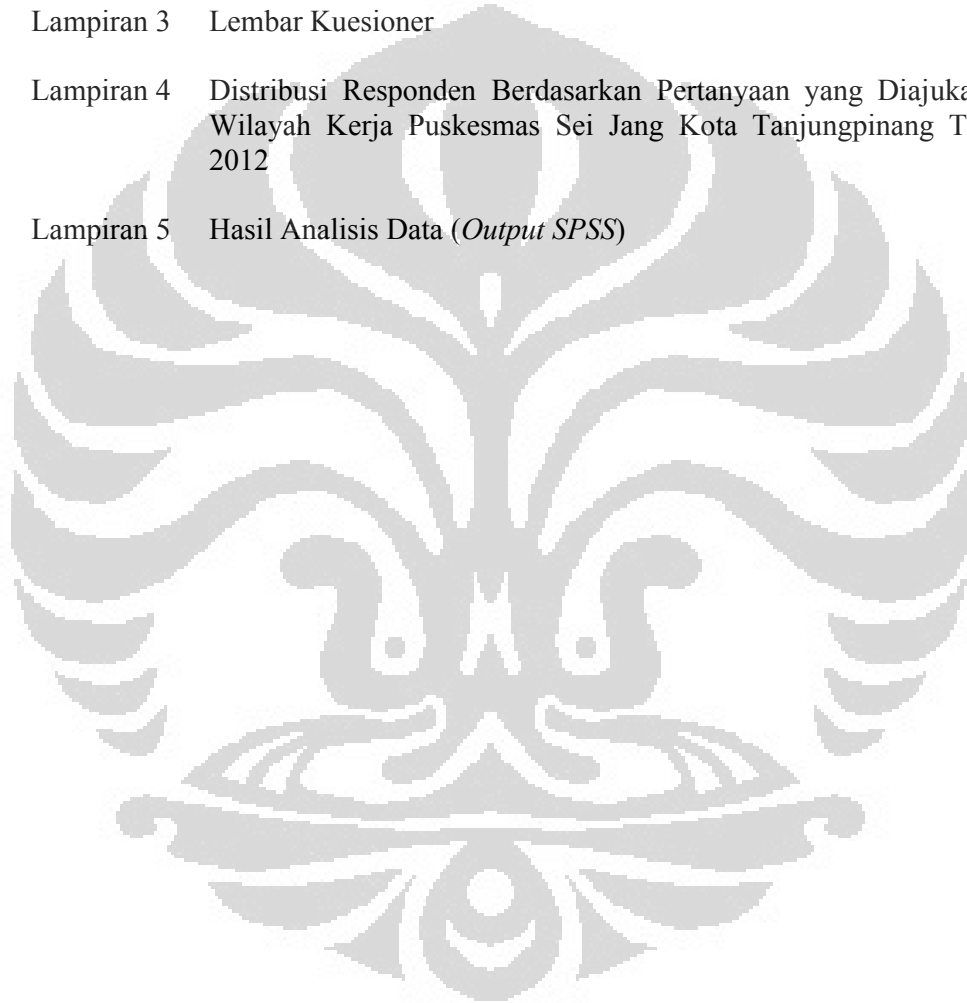 Lampiran 3 Lembar Kuesioner
Lampiran 4 Distribusi Responden Berdasarkan Pertanyaan yang
Wilayah Kerja Puskesmas Sei Jang Kota Tanjungpinang
2012
Lampiran 5 Hasil Analisis Data (Output SPSS)